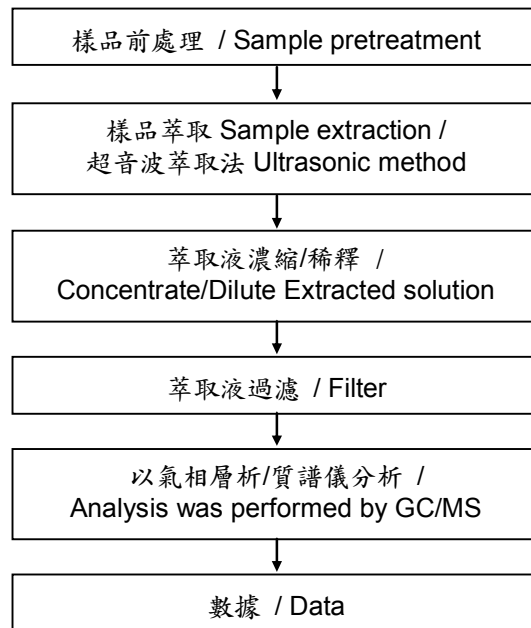 樣品前處理 / Sample pretreatment
樣品萃取 Sample extraction /
超音波萃取法 Ultrasonic method
萃取液濃縮/稀釋 /
Concentrate/Dilute Extracted solution
萃取液過濾 / Filter
以氣相層析/質譜儀分析 /
Analysis was performed by GC/MS
數據 / Data